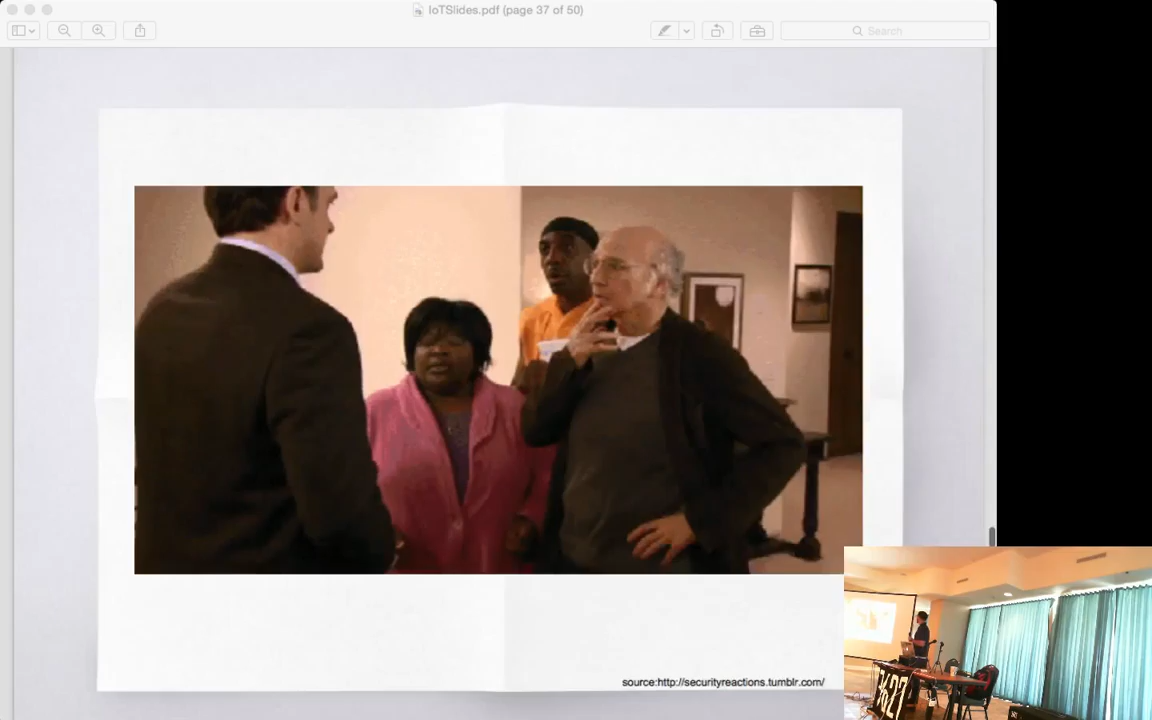 IoTSlides.pdf (page 37 of 50)
Search
source:http://securityreactions.tumblr.com/